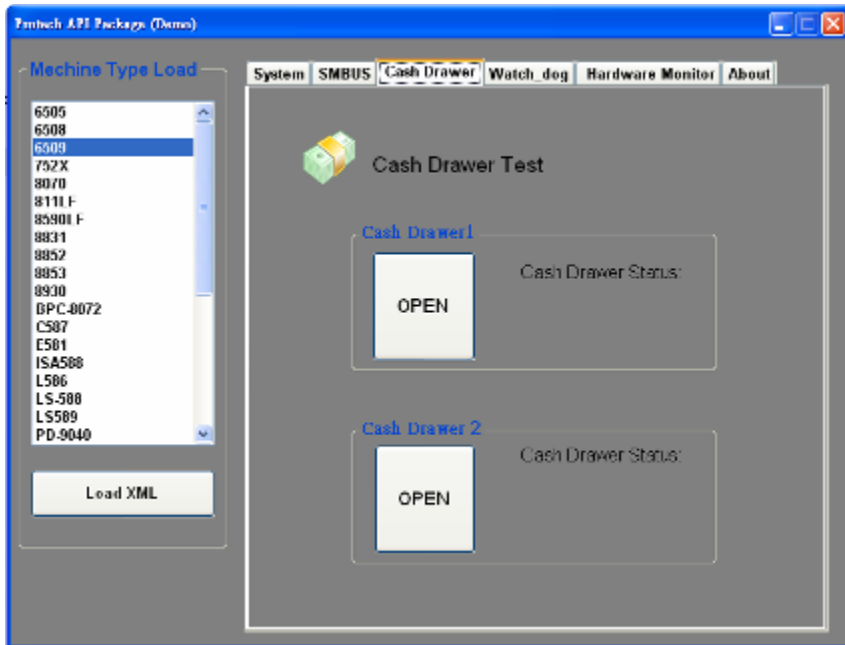 Protech API Package (Demo)
Mechine Type Load
6505
6508
6509
752X
8070
811LF
8590LF
8831
8852
8853
8930
BPC-8072
C587
E581
ISA588
L586
LS-588
LS589
PD-9040
Load XML
System SMBUS Cash Drawer Watch_dog Hardware Monitor About
Cash Drawer Test
Cash Drawer1
OPEN
Cash Drawer Status:
Cash Drawer 2
OPEN
Cash Drawer Status: